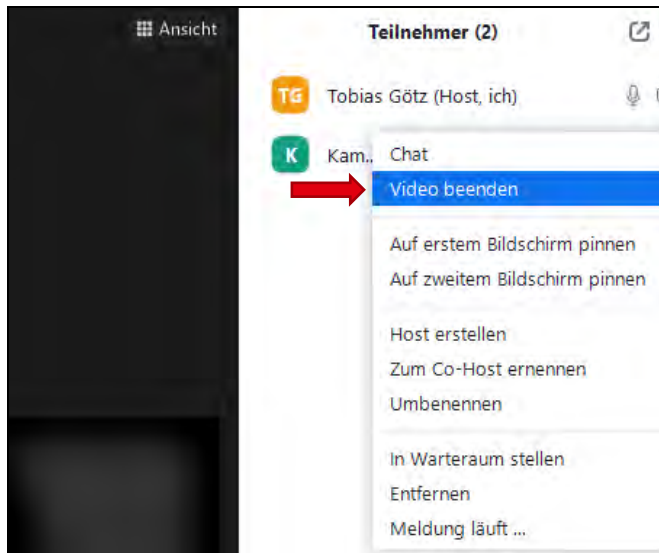 Ansicht
Teilnehmer (2)
TG Tobias Götz (Host, ich)
K Kam..
Chat
Video beenden
Auf erstem Bildschirm pinnen
Auf zweitem Bildschirm pinnen
Host erstellen
Zum Co-Host ernennen
Umbenennen
In Warteraum stellen
Entfernen
Meldung läuft ...